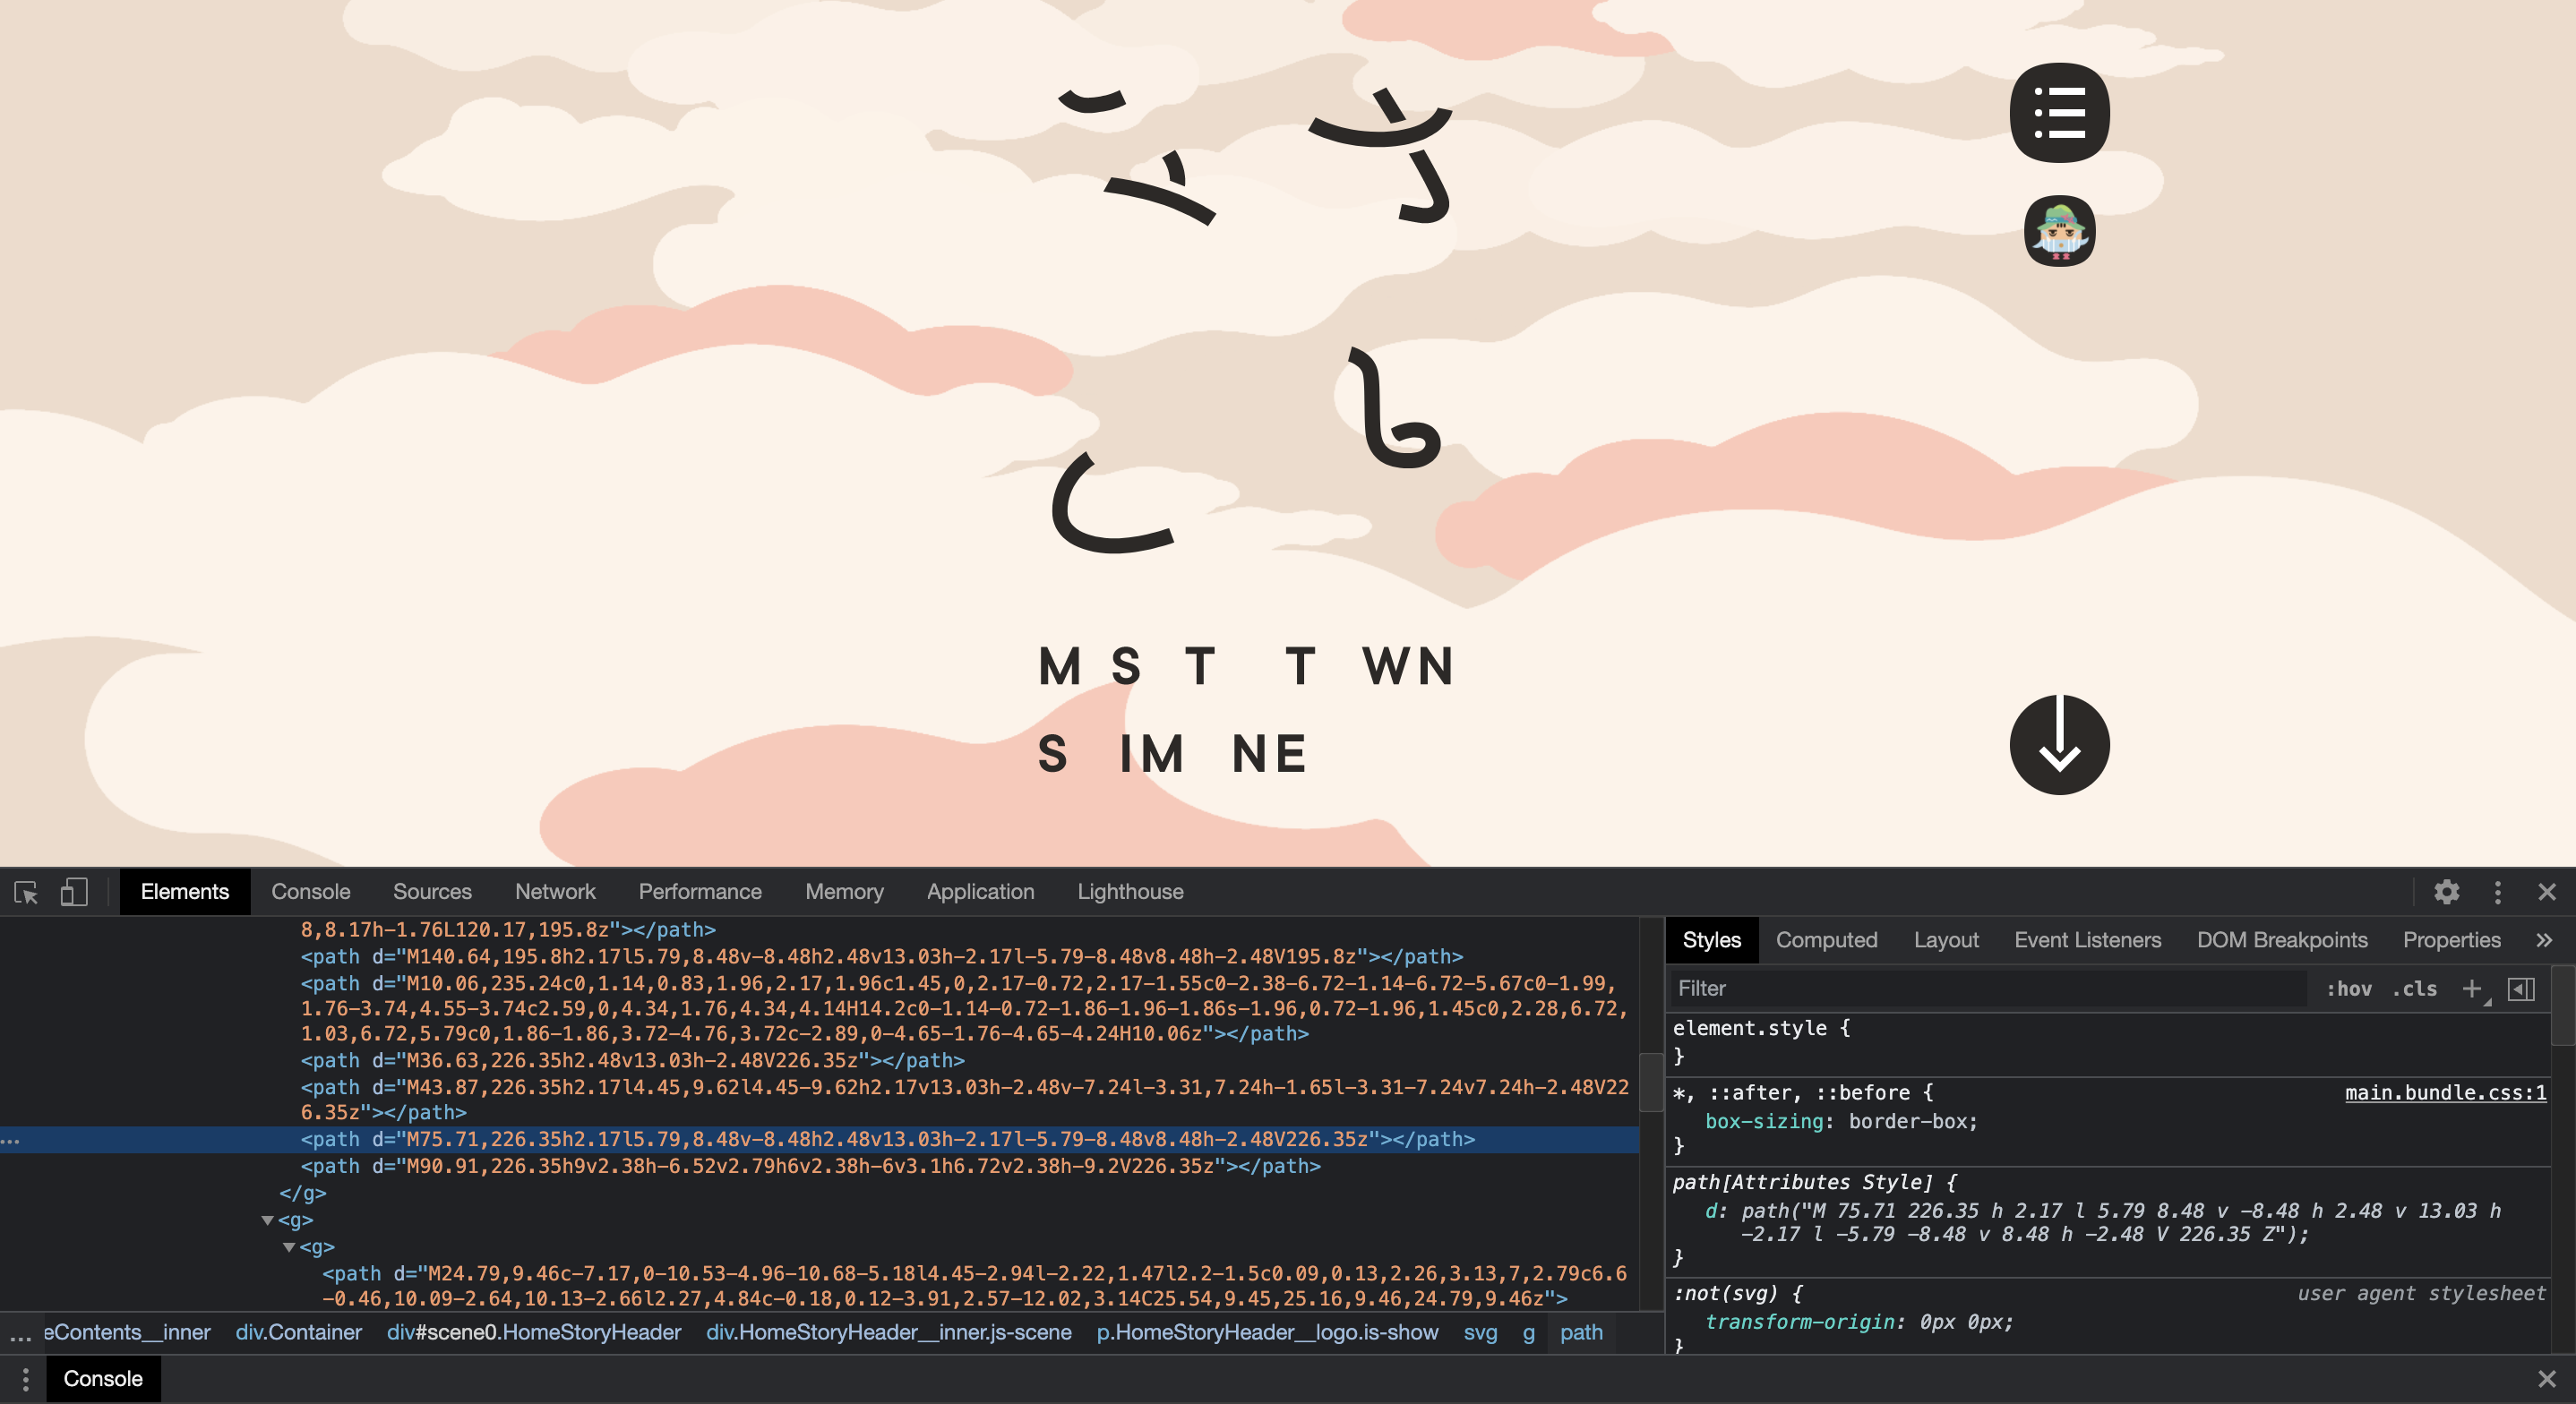 M S T T WN
S IM NE
Elements Console Sources Network Performance Memory Application Lighthouse
8,8.17h-1.76L120.17,195.8z"></path>
<path d="M140.64,195.8h2.17l5.79,8.48v-8.48h2.48v13.03h-2.17l-5.79-8.48v8.48h-2.48V195.8z"></path>
<path d="M10.06,235.24c0,1.14,0.83,1.96,2.17,1.96c1.45,0,2.17-0.72,2.17-1.55c0-2.38-6.72-1.14-6.72-5.67c0-1.99,
1.76-3.74,4.55-3.74c2.59,0,4.34,1.76,4.34,4.14H14.2c0-1.14-0.72-1.86-1.96-1.86s-1.96,0.72-1.96,1.45c0,2.28,6.72,
1.03,6.72,5.79c0,1.86-1.86,3.72-4.76,3.72c-2.89,0-4.65-1.76-4.65-4.24H10.06z"></path>
<path d="M36.63,226.35h2.48v13.03h-2.48V226.35z"></path>
<path d="M43.87,226.35h2.17l4.45,9.62l4.45-9.62h2.17v13.03h-2.48v-7.24l-3.31,7.24h-1.65l-3.31-7.24v7.24h-2.48V22
6.35z"></path>
... <path d="M75.71,226.35h2.17l5.79,8.48v-8.48h2.48v13.03h-2.17l-5.79-8.48v8.48h-2.48V226.35z"></path>
<path d="M90.91,226.35h9v2.38h-6.52v2.79h6v2.38h-6v3.1h6.72v2.38h-9.2V226.35z"></path>
</g>
<g>
<g>
<path d="M24.79,9.46c-7.17,0-10.53-4.96-10.68-5.18l4.45-2.94l-2.22,1.47l2.2-1.5c0.09,0.13,2.26,3.13,7,2.79c6.6
-0.46,10.09-2.64,10.13-2.66l2.27,4.84c-0.18,0.12-3.91,2.57-12.02,3.14C25.54,9.45,25.16,9.46,24.79,9.46z">
... eContents__inner div.Container div#scene0.HomeStoryHeader div.HomeStoryHeader__inner.js-scene p.HomeStoryHeader__logo.is-show svg g path
Styles Computed Layout Event Listeners DOM Breakpoints Properties »
Filter :hov .cls +
element.style {
}
*, ::after, ::before { main.bundle.css:1
box-sizing: border-box;
}
path[Attributes Style] {
d: path("M 75.71 226.35 h 2.17 l 5.79 8.48 v -8.48 h 2.48 v 13.03 h
-2.17 l -5.79 -8.48 v 8.48 h -2.48 V 226.35 Z");
}
:not(svg) { user agent stylesheet
transform-origin: 0px 0px;
}
Console